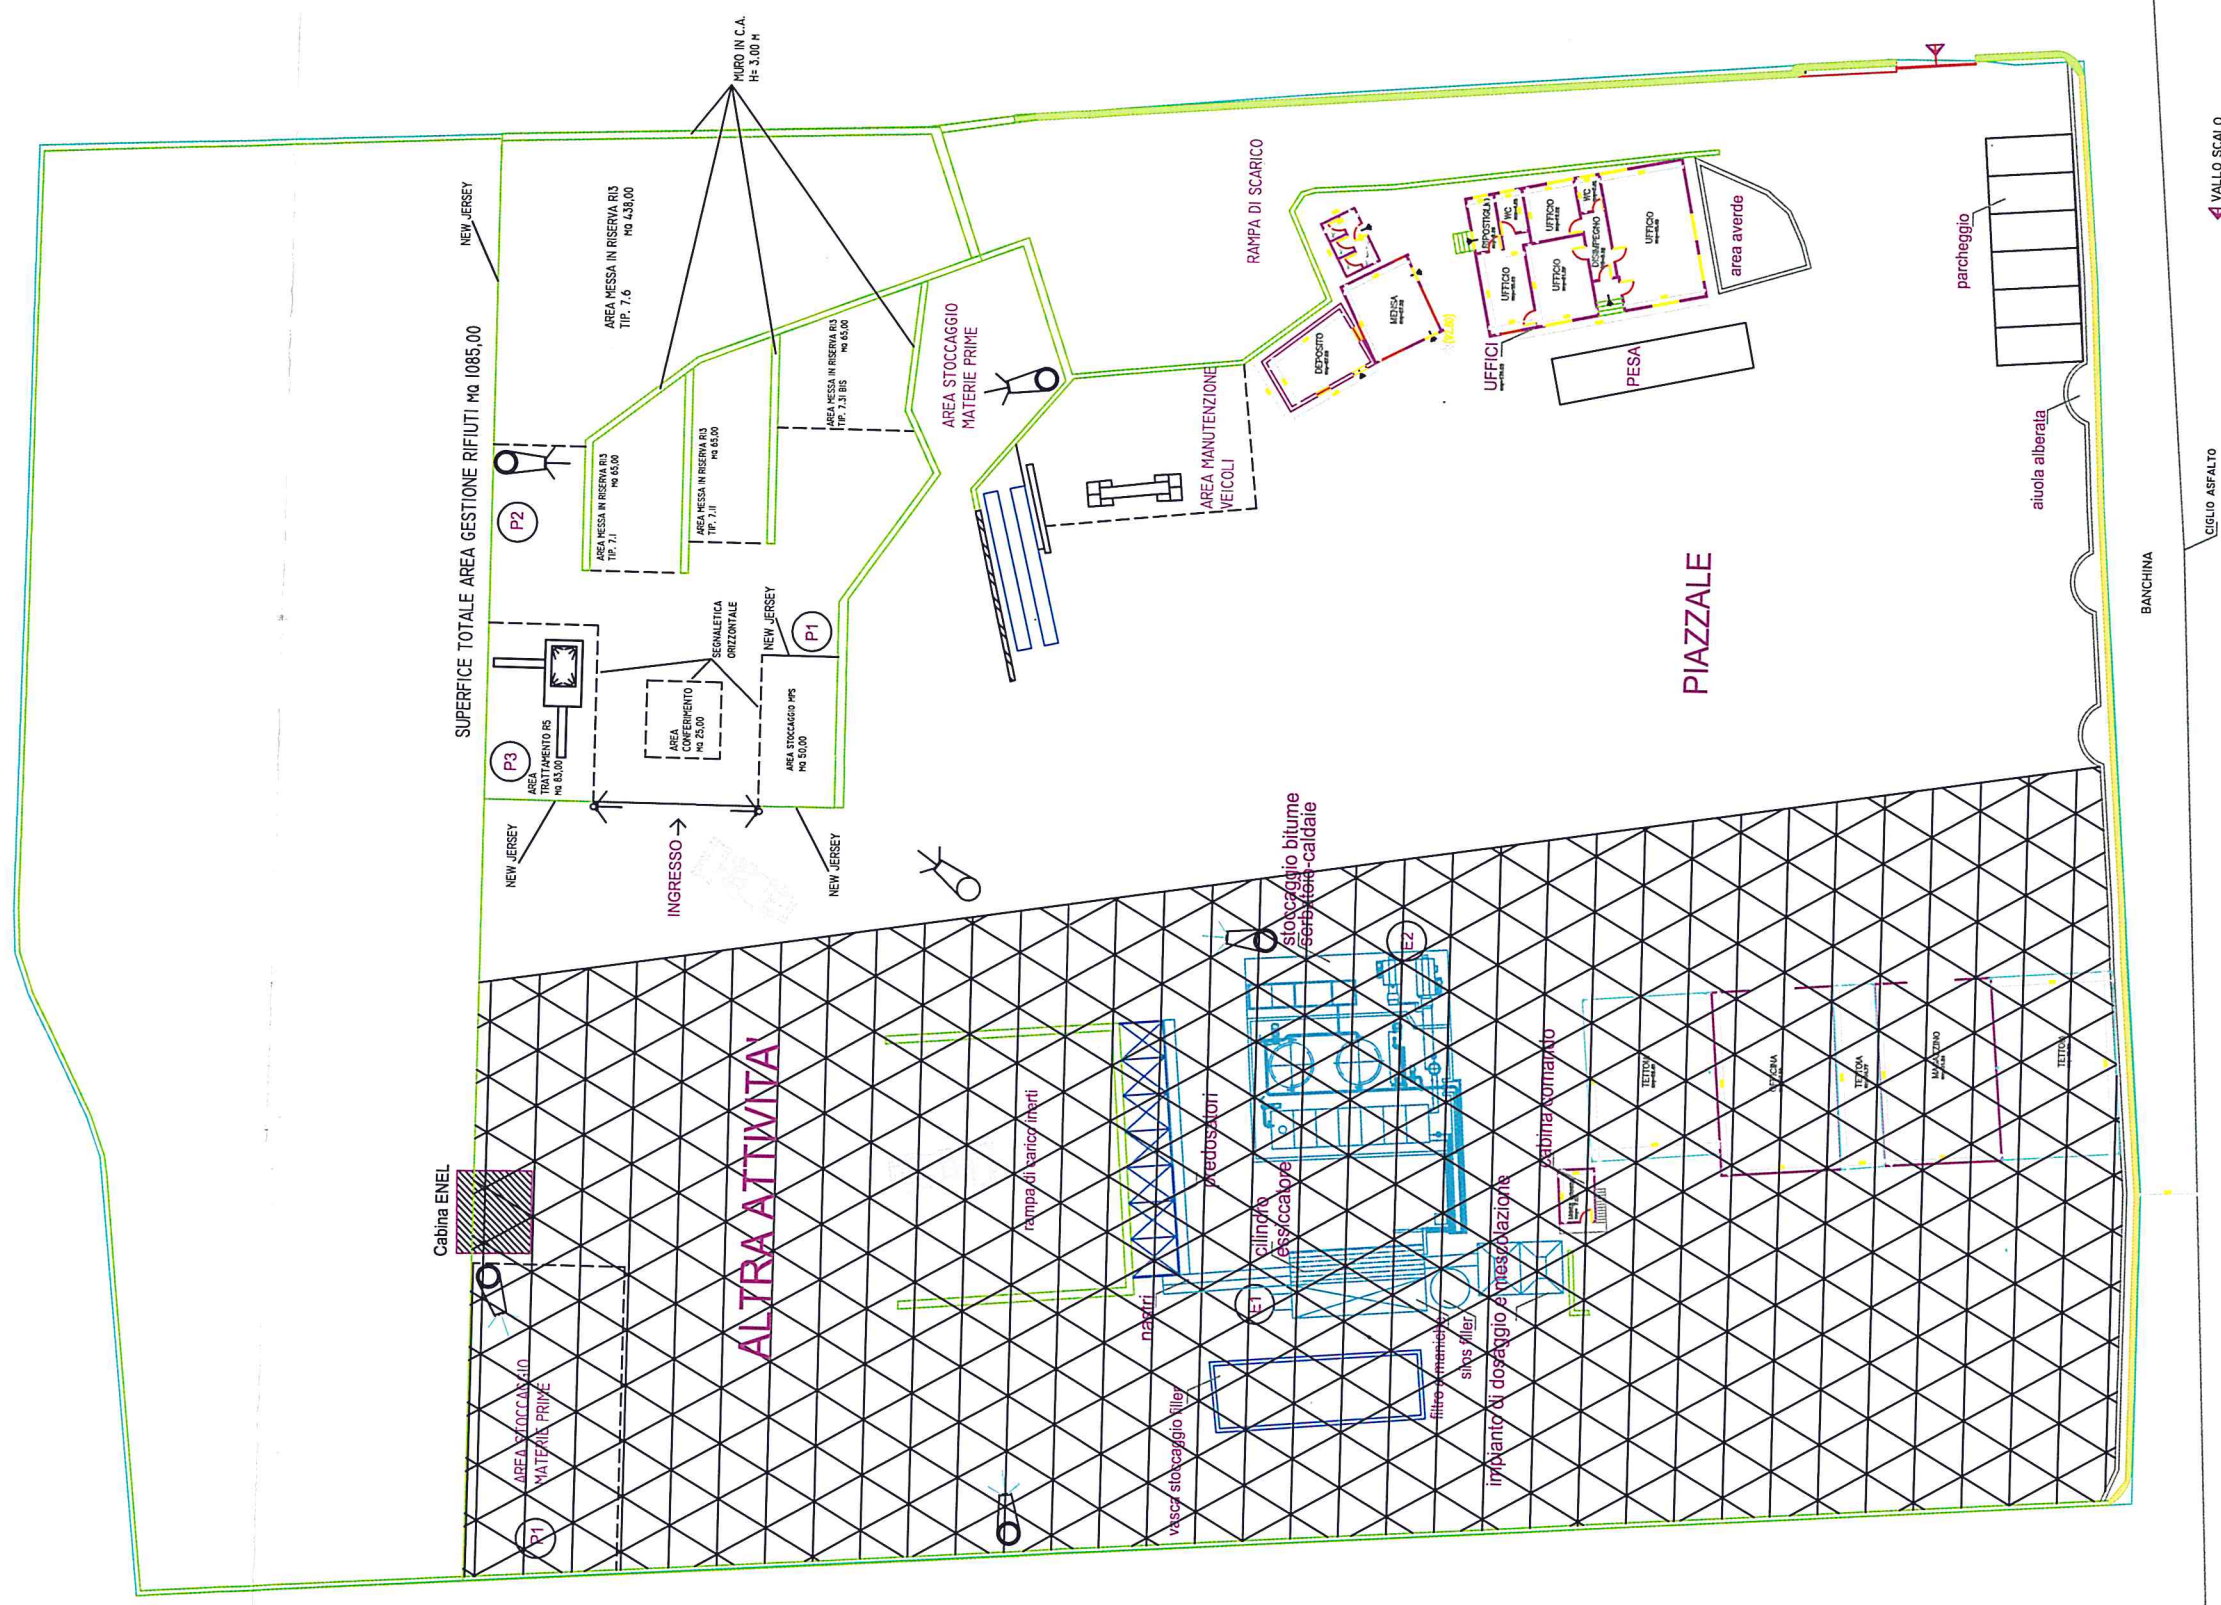 MURO IN C.A.
H= 3.00 M
NEW JERSEY
AREA MESSA IN RISERVA R13
TIP. 7.6
MQ 438,00
SUPERFICE TOTALE AREA GESTIONE RIFIUTI MQ 1085,00
P2
AREA MESSA IN RISERVA R13
TIP. 7.1
MQ 65,00
AREA MESSA IN RISERVA R13
TIP. 7.11
MQ 65,00
AREA MESSA IN RISERVA R13
TIP. 7.31 BIS
MQ 65,00
AREA STOCCAGGIO
MATERIE PRIME
RAMPA DI SCARICO
AREA MANUTENZIONE
VEICOLI
DEPOSITO
MENSA
RIPOSTIGLIO
WC
UFFICIO
WC
UFFICIO
UFFICIO
DISIMPEGNO
UFFICIO
UFFICI
PESA
area averde
parcheggio
aiuola alberata
VALLO SCALO
CIGLIO ASFALTO
BANCHINA
PIAZZALE
P3
AREA
TRATTAMENTO R5
MQ 83,00
SEGNALETICA
ORIZZONTALE
NEW JERSEY
P1
AREA
CONFERIMENTO
MQ 25,00
AREA STOCCAGGIO MPS
MQ 50,00
NEW JERSEY
INGRESSO
NEW JERSEY
stoccaggio bitume
serbatoio-caldaie
E2
ALTRA ATTIVITA'
Cabina ENEL
rampa di carico inerti
predosatori
cilindro
essiccatore
cabina comando
TETTOIA
OFFICINA
TETTOIA
MAGAZZINO
TETTOIA
nastri
E1
filtro a maniche
silos filler
impianto di dosaggio e mescolazione
vasca stoccaggio filler
AREA STOCCAGGIO
MATERIE PRIME
P1